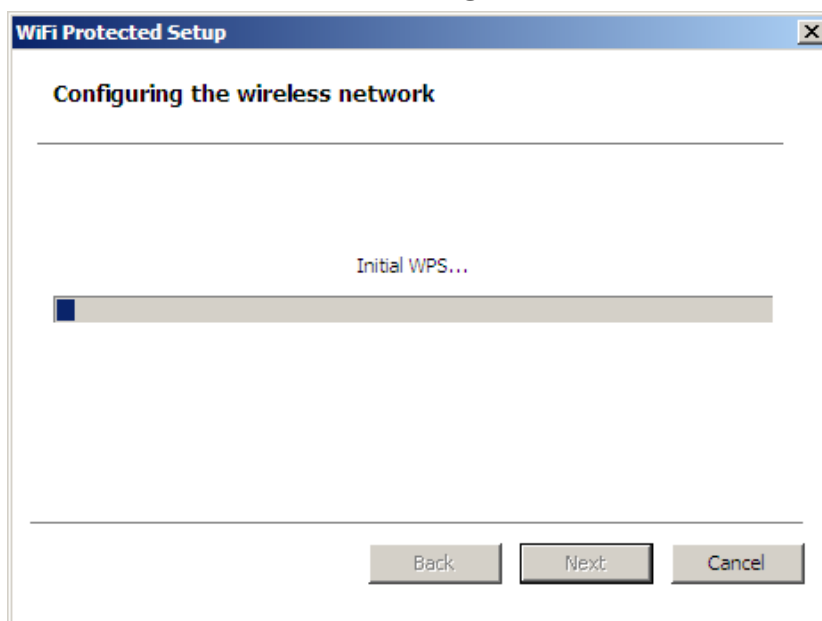 WiFi Protected Setup
Configuring the wireless network
Initial WPS...
Back Next Cancel